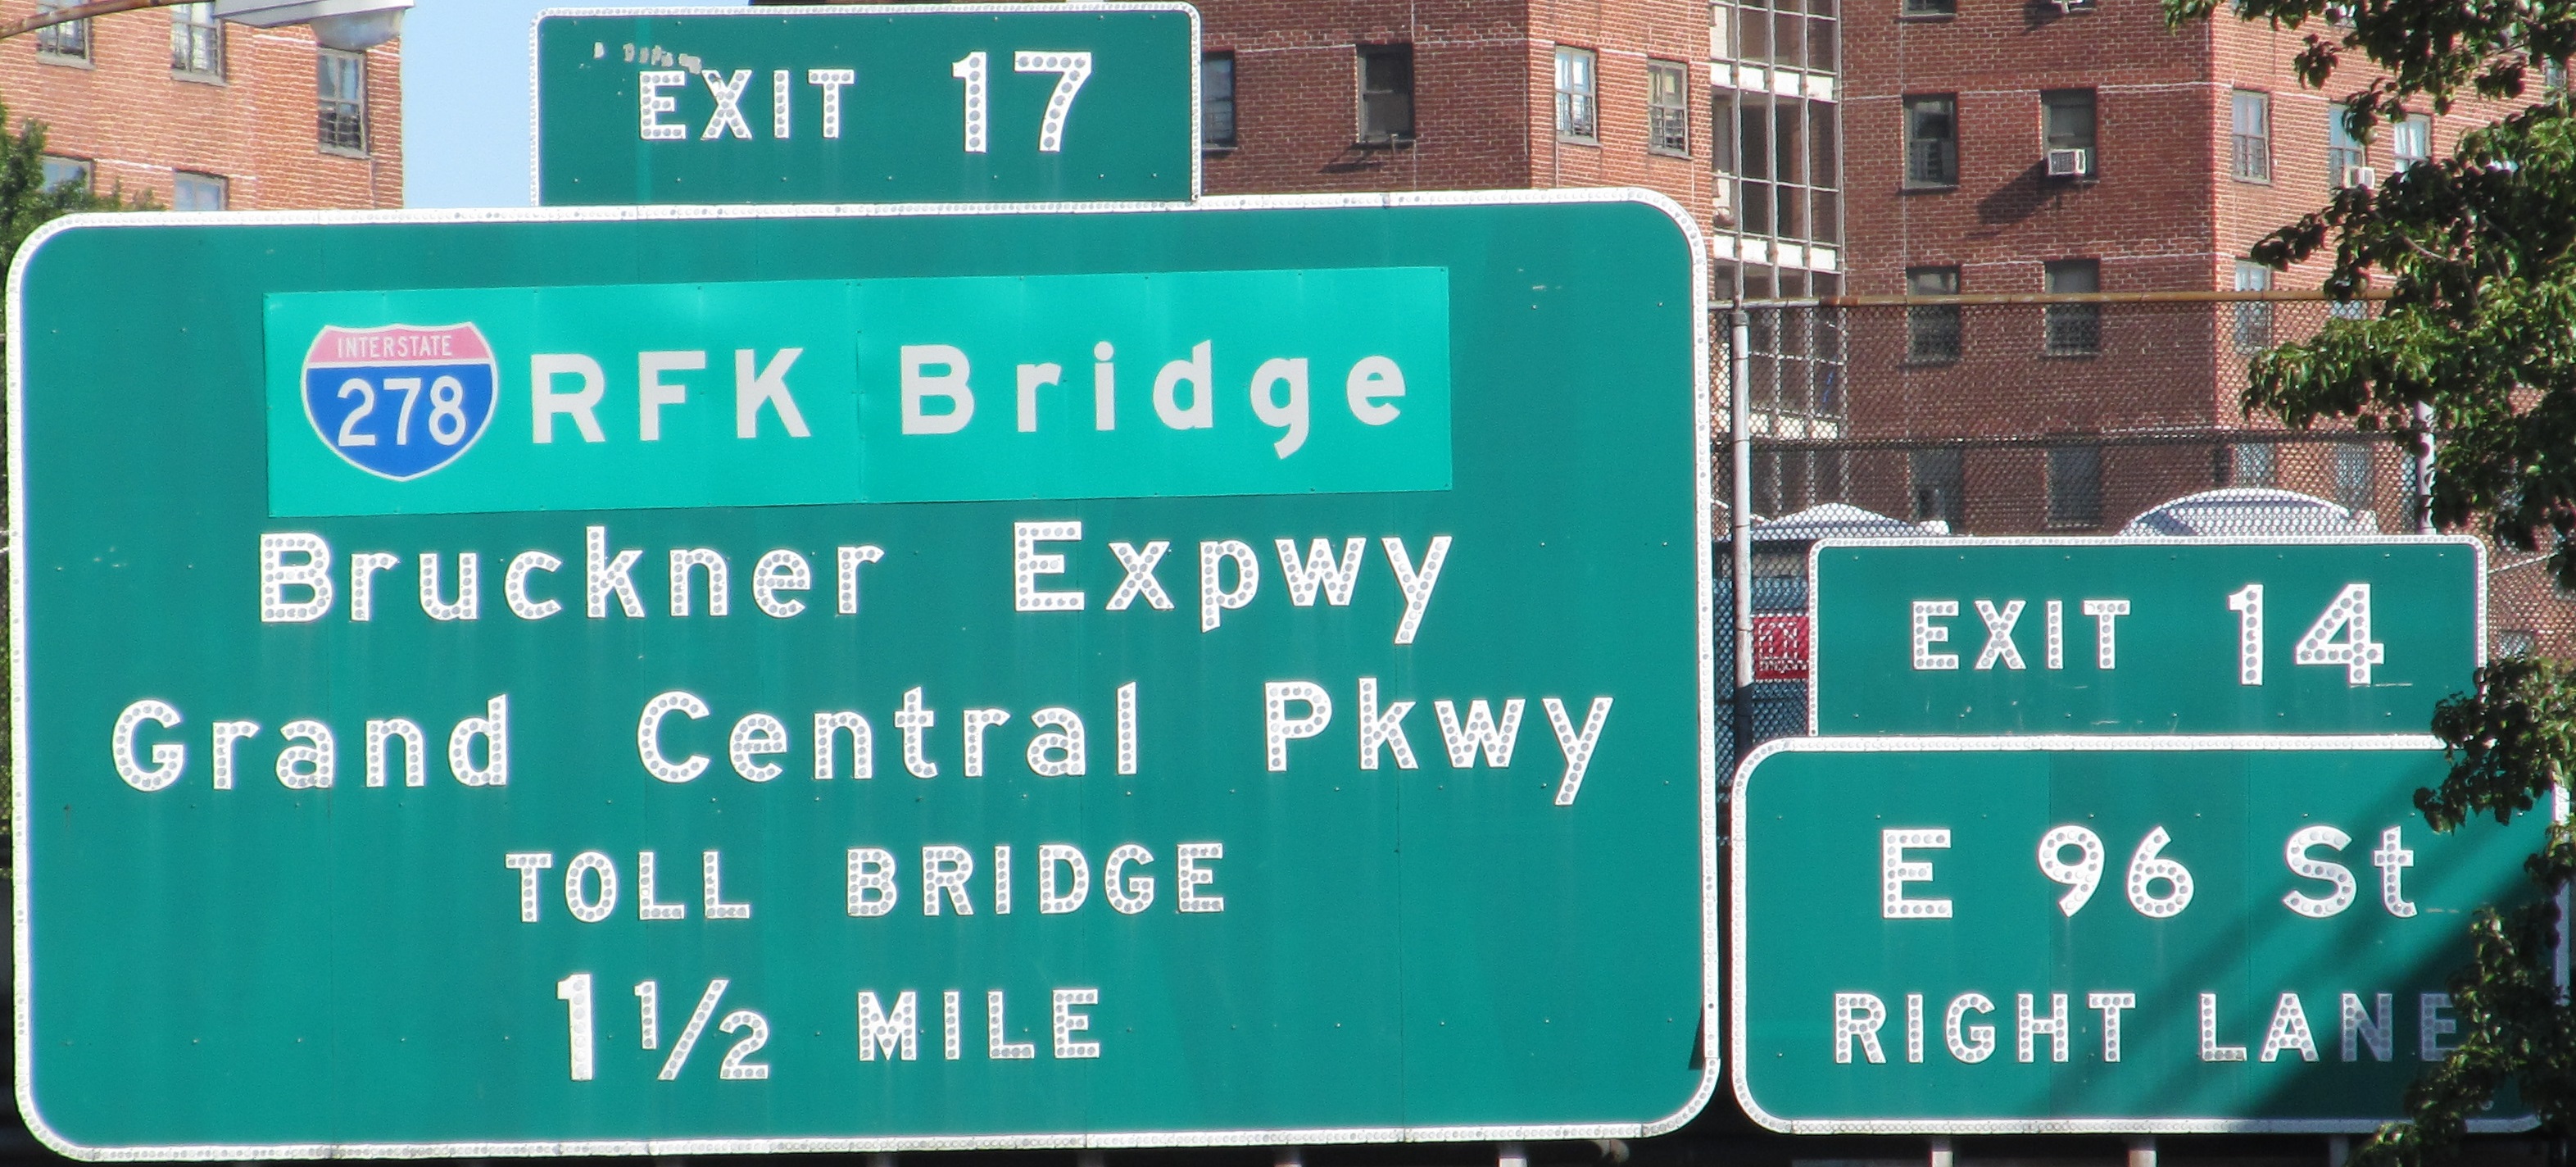 EXIT 17
INTERSTATE
278
RFK Bridge
Bruckner Expwy
Grand Central Pkwy
TOLL BRIDGE
1 1/2 MILE
EXIT 14
E 96 St
RIGHT LANE